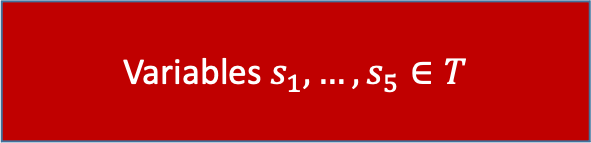 Variables 𝑠₁, … , 𝑠₅ ∈ 𝑇